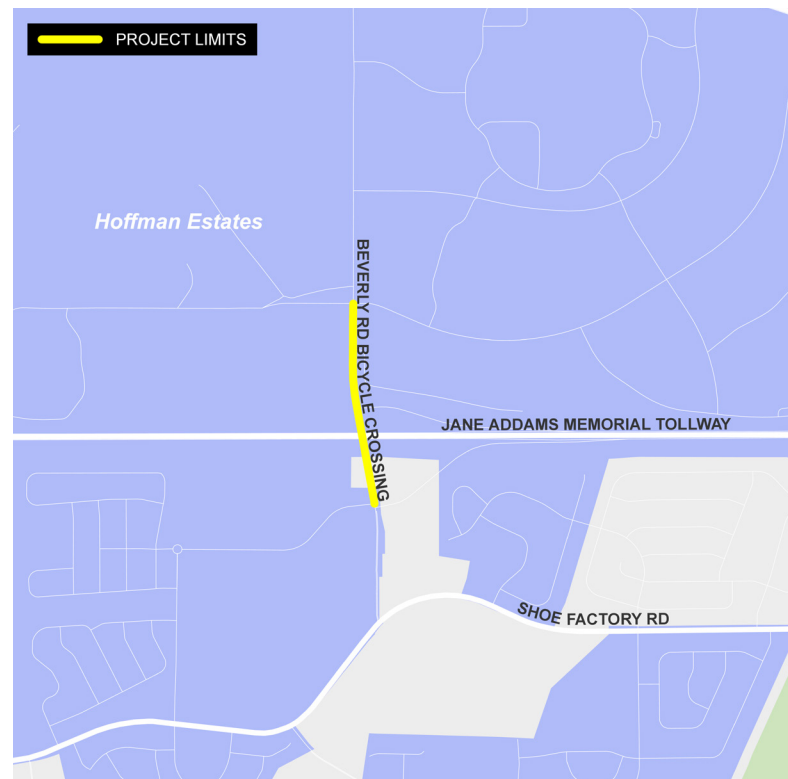 PROJECT LIMITS
Hoffman Estates
BEVERLY RD BICYCLE CROSSING
JANE ADDAMS MEMORIAL TOLLWAY
SHOE FACTORY RD